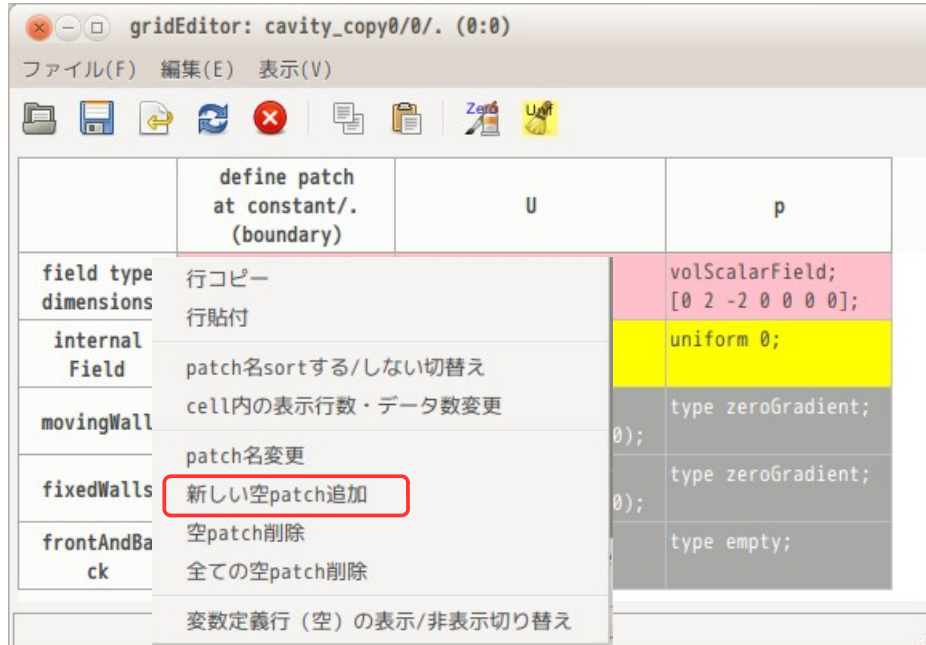 gridEditor: cavity_copy0/0/. (0:0)
ファイル(F) 編集(E) 表示(V)
Zero Unif
define patch
at constant/.
(boundary)
U
p
field type
dimensions
volScalarField;
[0 2 -2 0 0 0 0];
internal
Field
uniform 0;
movingWall
0);
type zeroGradient;
fixedWalls
0);
type zeroGradient;
frontAndBa
ck
type empty;
行コピー
行貼付
patch名sortする/しない切替え
cell内の表示行数・データ数変更
patch名変更
新しい空patch追加
空patch削除
全ての空patch削除
変数定義行（空）の表示/非表示切り替え